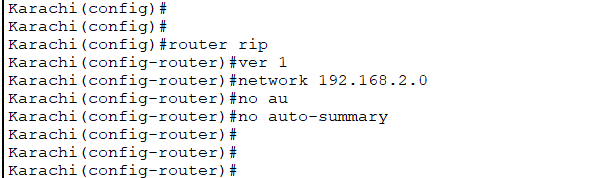 Karachi(config)#
Karachi(config)#
Karachi(config)#router rip
Karachi(config-router)#ver 1
Karachi(config-router)#network 192.168.2.0
Karachi(config-router)#no au
Karachi(config-router)#no auto-summary
Karachi(config-router)#
Karachi(config-router)#
Karachi(config-router)#